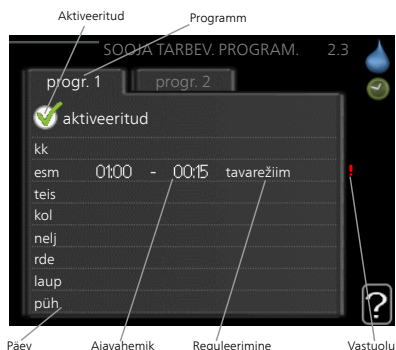 Aktiveeritud Programm
SOOJA TARBEV. PROGRAM. 2.3
progr. 1 progr. 2
aktiveeritud
kk
esm 01:00 - 00:15 tavarežiim !
teis
kol
nelj
rde
laup
püh
?
Päev Ajavahemik Reguleerimine Vastuolu